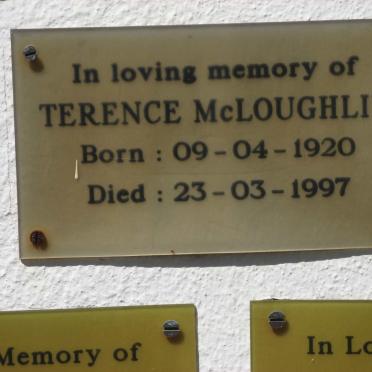 In loving memory of
TERENCE McLOUGHLI
Born : 09 - 04 - 1920
Died : 23 - 03 - 1997
Memory of
In Lo